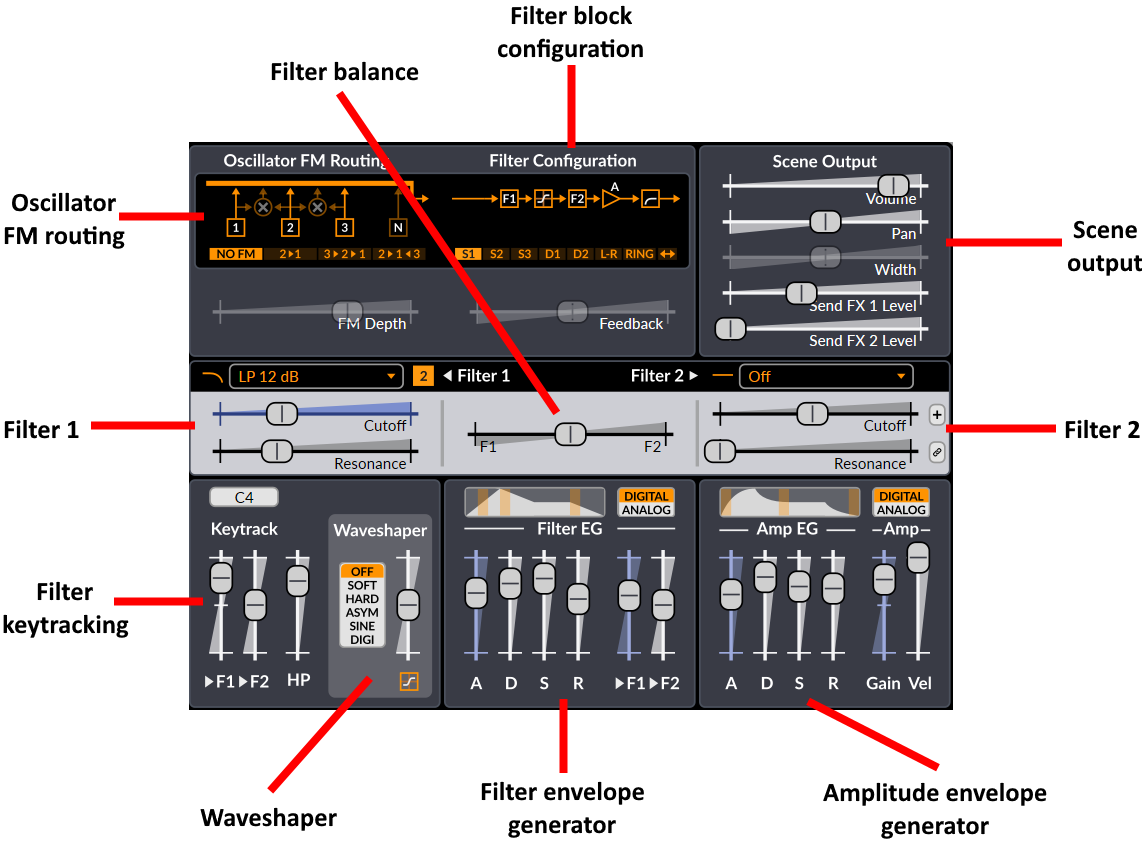 Filter block
configuration
Filter balance
Oscillator FM Routing
Filter Configuration
Scene Output
A
F1
F2
1
2
3
N
NO FM
2▸1
3▸2▸1
2▸1◂3
S1
S2
S3
D1
D2
L-R
RING
Volume
Pan
Width
Send FX 1 Level
Send FX 2 Level
FM Depth
Feedback
Oscillator
FM routing
Scene
output
LP 12 dB
2
◀ Filter 1
Filter 2 ▶
Off
Cutoff
Resonance
F1
F2
Cutoff
Resonance
+
Filter 1
Filter 2
C4
Keytrack
▶F1
▶F2
HP
Waveshaper
OFF
SOFT
HARD
ASYM
SINE
DIGI
DIGITAL
ANALOG
Filter EG
A
D
S
R
▶F1
▶F2
DIGITAL
ANALOG
Amp EG
Amp
A
D
S
R
Gain
Vel
Filter
keytracking
Waveshaper
Filter envelope
generator
Amplitude envelope
generator